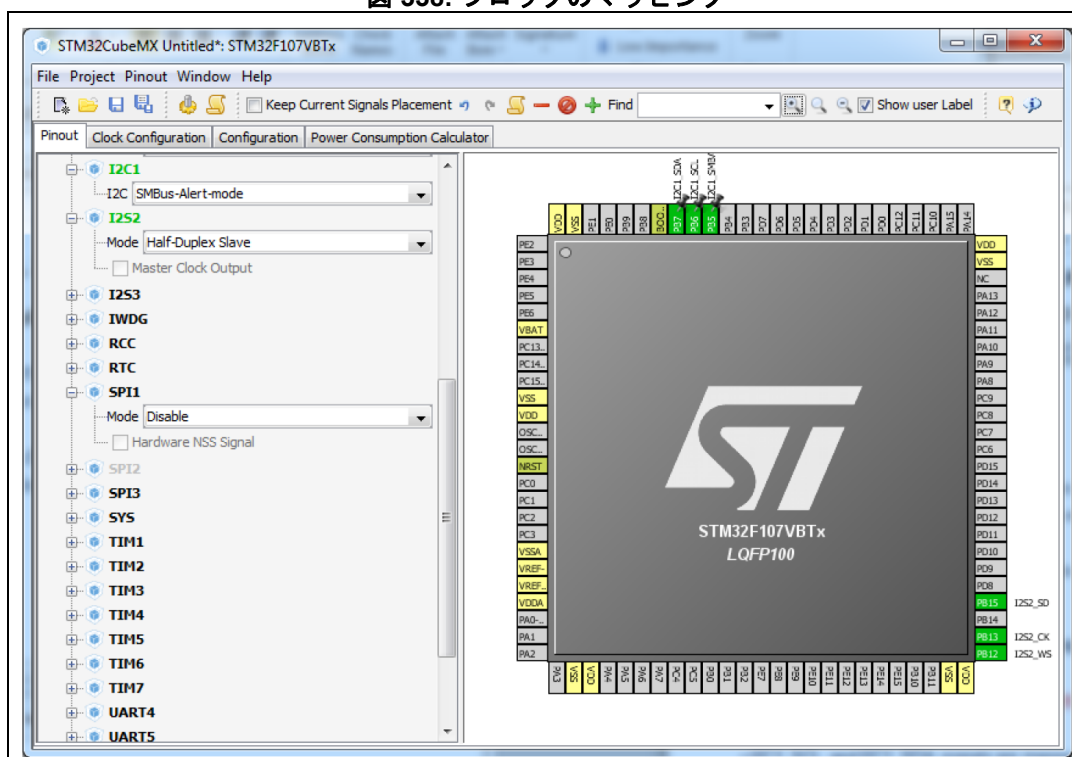 STM32CubeMX Untitled*: STM32F107VBTx
File Project Pinout Window Help
Keep Current Signals Placement
Find
Show user Label
Pinout
Clock Configuration
Configuration
Power Consumption Calculator
I2C1
I2C SMBus-Alert-mode
I2S2
Mode Half-Duplex Slave
Master Clock Output
I2S3
IWDG
RCC
RTC
SPI1
Mode Disable
Hardware NSS Signal
SPI2
SPI3
SYS
TIM1
TIM2
TIM3
TIM4
TIM5
TIM6
TIM7
UART4
UART5
I2C1_SDA
I2C1_SCL
I2C1_SMBA
VDD
VSS
PE1
PE0
PB9
PB8
BOO...
PB7
PB6
PB5
PB4
PB3
PD7
PD6
PD5
PD4
PD3
PD2
PD1
PD0
PC12
PC11
PC10
PA15
PA14
PE2
PE3
PE4
PE5
PE6
VBAT
PC13..
PC14..
PC15..
VSS
VDD
OSC...
OSC...
NRST
PC0
PC1
PC2
PC3
VSSA
VREF-
VREF..
VDDA
PA0-..
PA1
PA2
ST
STM32F107VBTx
LQFP100
VDD
VSS
NC
PA13
PA12
PA11
PA10
PA9
PA8
PC9
PC8
PC7
PC6
PD15
PD14
PD13
PD12
PD11
PD10
PD9
PD8
PB15 I2S2_SD
PB14
PB13 I2S2_CK
PB12 I2S2_WS
PA3
VSS
VDD
PA4
PA5
PA6
PA7
PC4
PC5
PB0
PB1
PB2
PE7
PE8
PE9
PE10
PE11
PE12
PE13
PE14
PE15
PB10
PB11
VSS
VDD